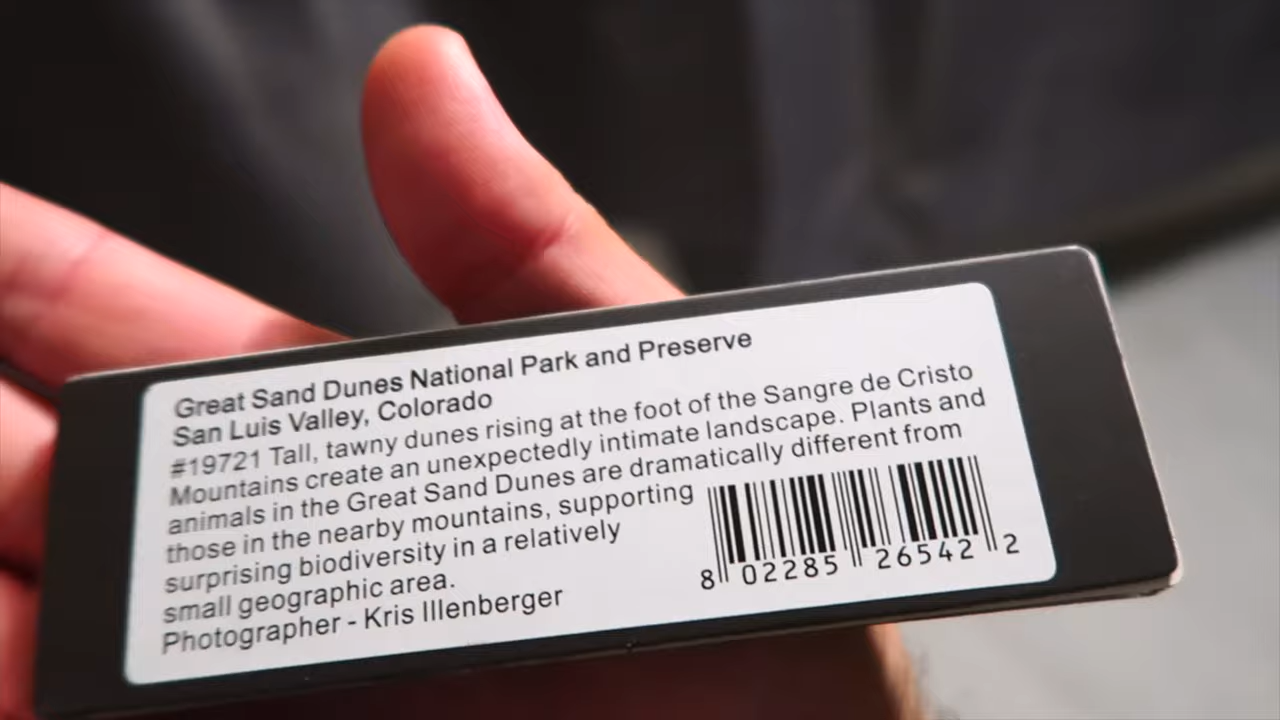 Great Sand Dunes National Park and Preserve
San Luis Valley, Colorado
#19721 Tall, tawny dunes rising at the foot of the Sangre de Cristo
Mountains create an unexpectedly intimate landscape. Plants and
animals in the Great Sand Dunes are dramatically different from
those in the nearby mountains, supporting
surprising biodiversity in a relatively
small geographic area.
Photographer - Kris Illenberger
8 02285 26542 2